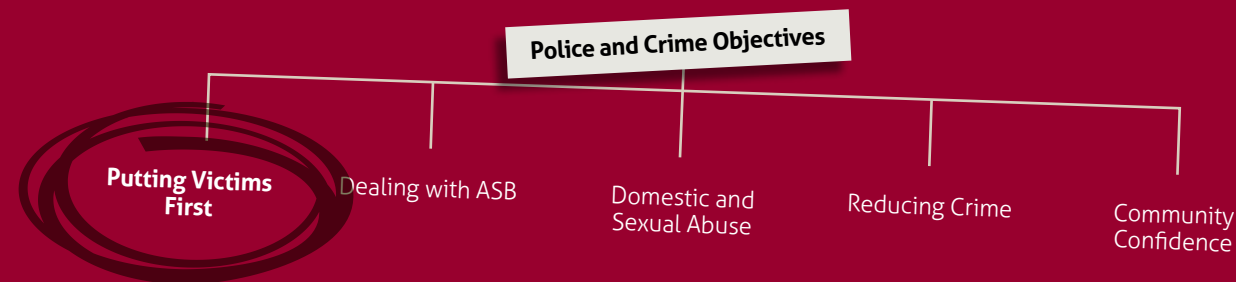 Police and Crime Objectives
Putting Victims
First
Dealing with ASB
Domestic and
Sexual Abuse
Reducing Crime
Community
Confidence